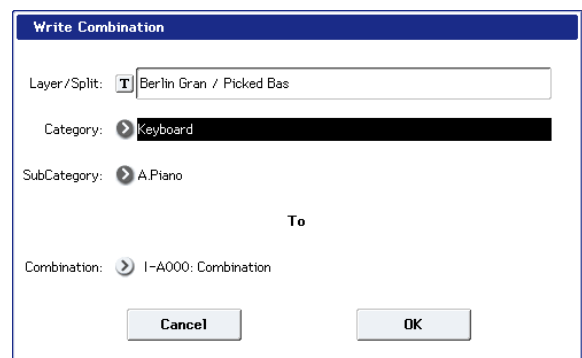 Write Combination
Layer/Split: T Berlin Gran / Picked Bas
Category: Keyboard
SubCategory: A.Piano
To
Combination: I-A000: Combination
Cancel OK